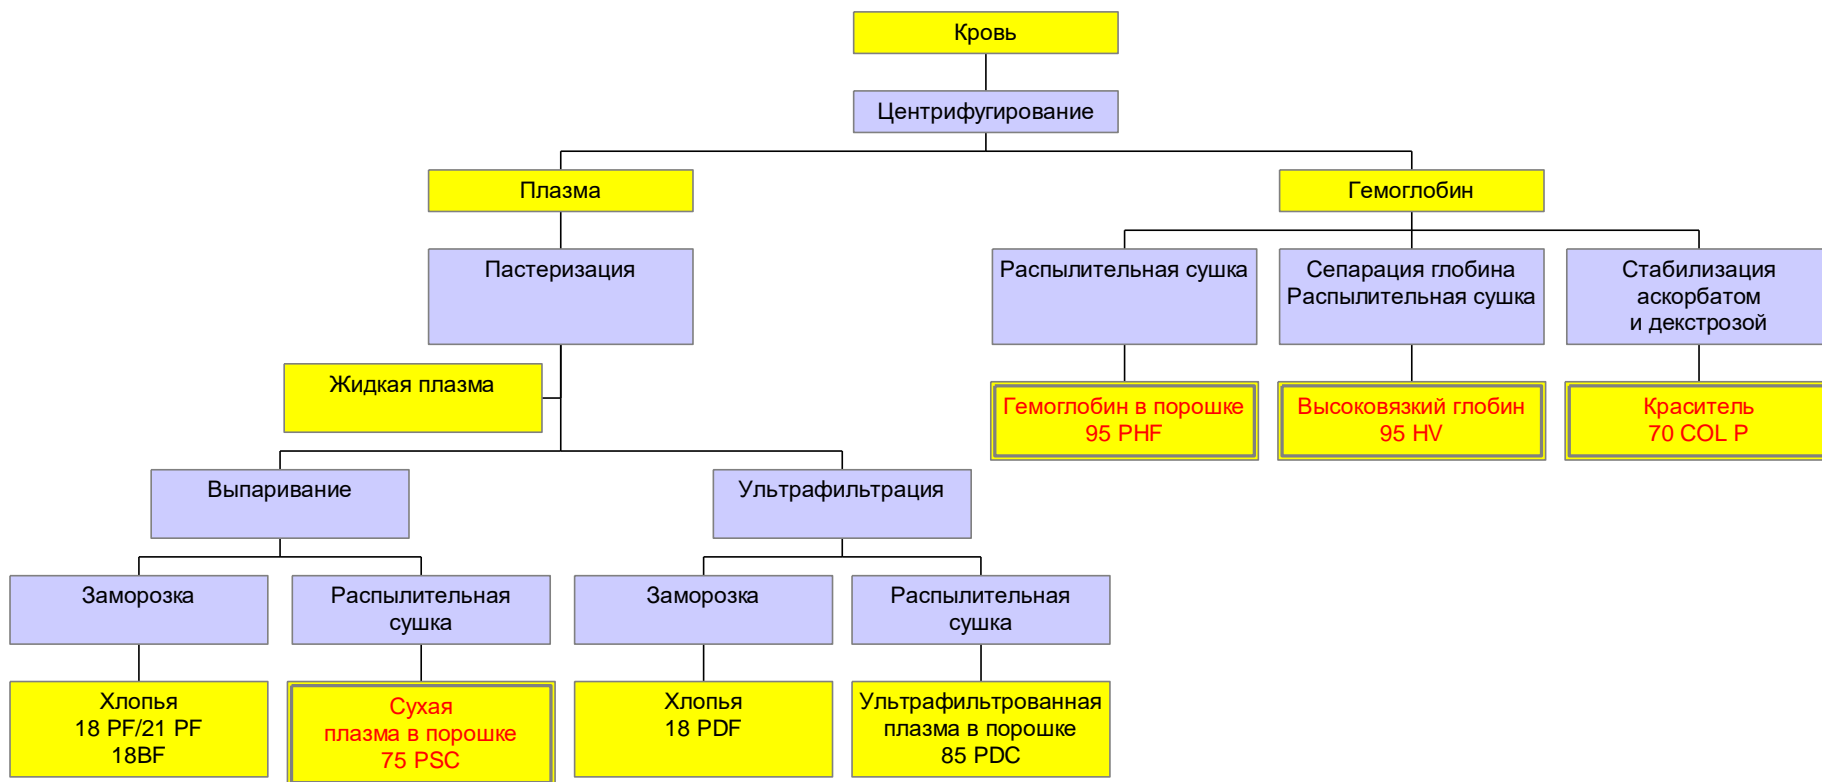 Кровь
Центрифугирование
Плазма
Гемоглобин
Пастеризация
Распылительная сушка
Сепарация глобина
Распылительная сушка
Стабилизация
аскорбатом
и декстрозой
Жидкая плазма
Гемоглобин в порошке
95 PHF
Высоковязкий глобин
95 HV
Краситель
70 COL P
Выпаривание
Ультрафильтрация
Заморозка
Распылительная
сушка
Заморозка
Распылительная
сушка
Хлопья
18 PF/21 PF
18BF
Сухая
плазма в порошке
75 PSC
Хлопья
18 PDF
Ультрафильтрованная
плазма в порошке
85 PDC